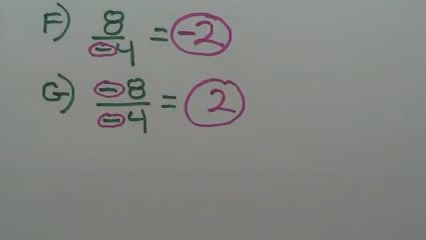 F) 8/-4 = -2
G) -8/-4 = 2